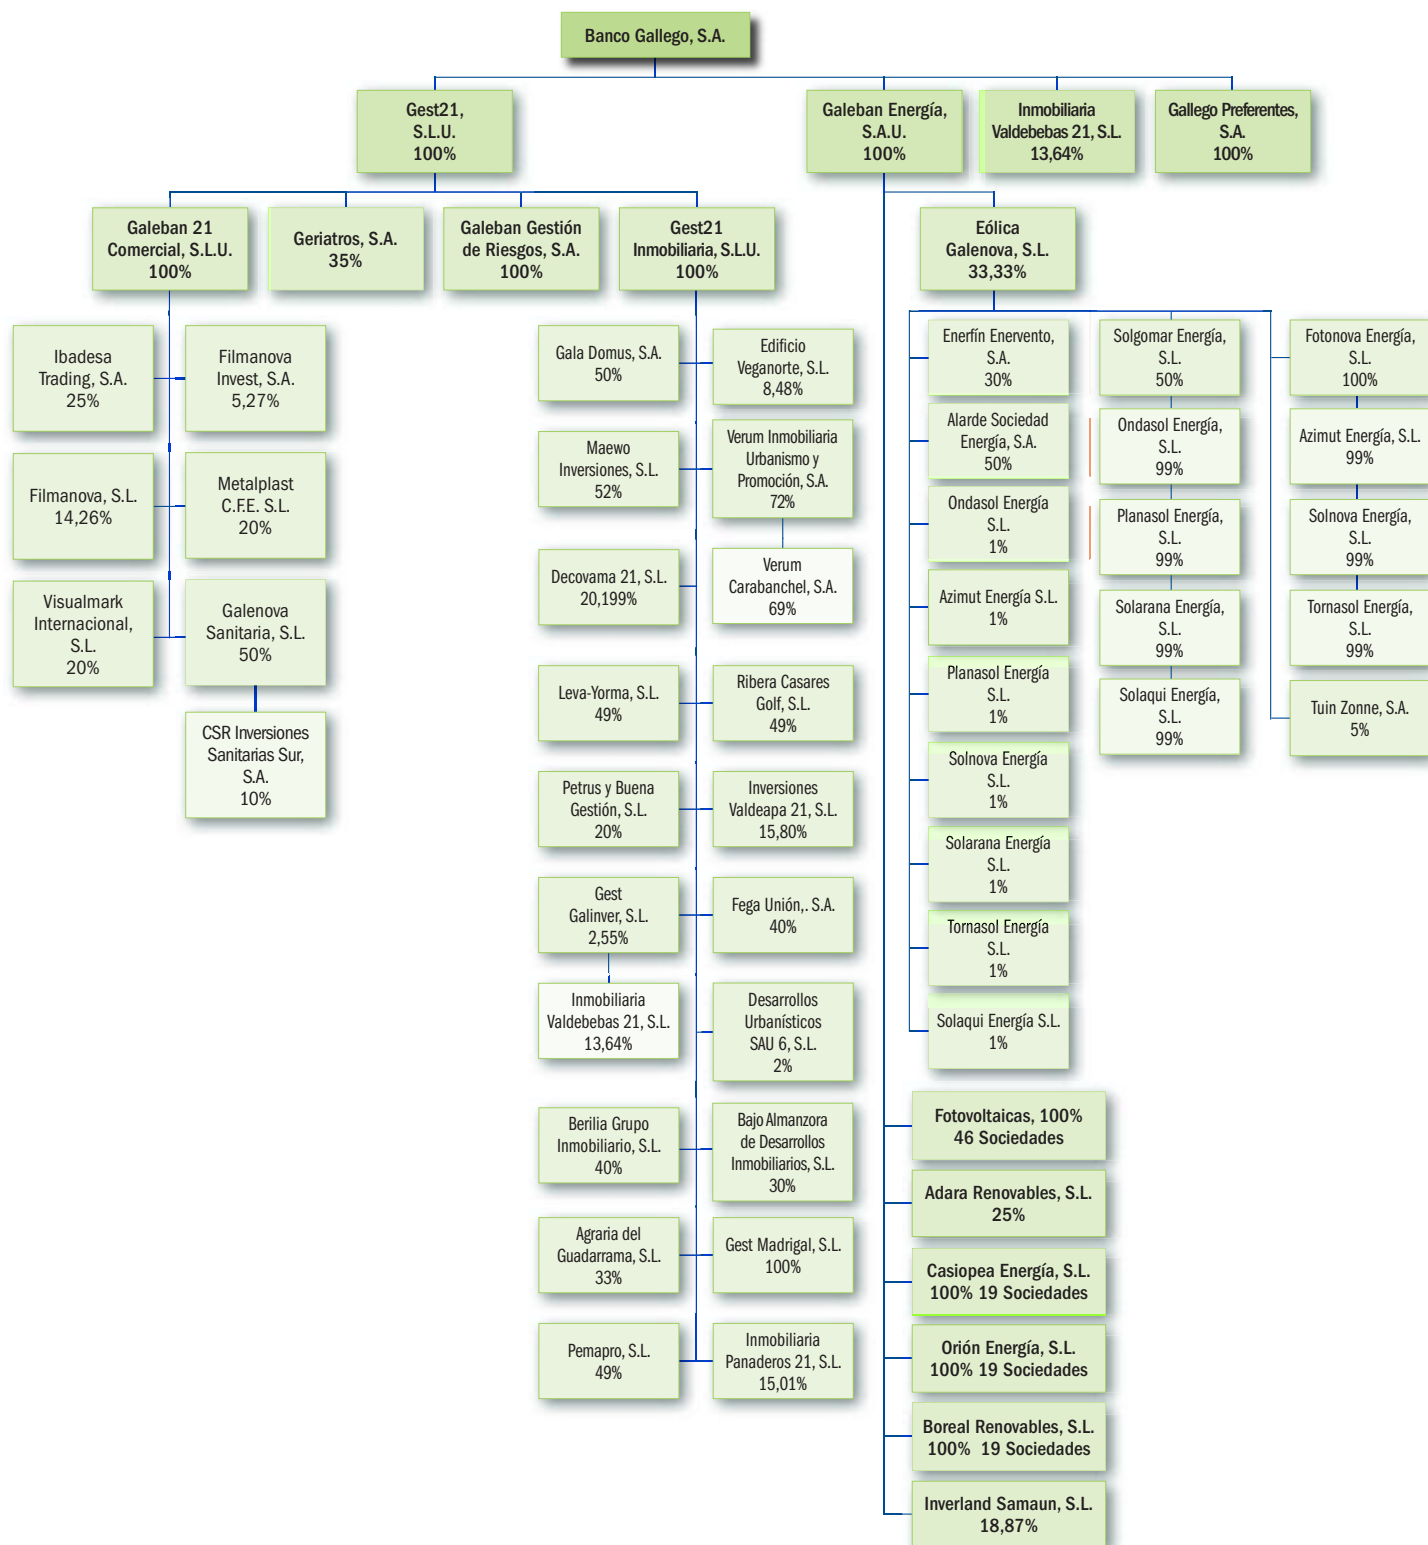 Banco Gallego, S.A.
Gest21,
S.L.U.
100%
Galeban Energía,
S.A.U.
100%
Inmobiliaria
Valdebebas 21, S.L.
13,64%
Gallego Preferentes,
S.A.
100%
Galeban 21
Comercial, S.L.U.
100%
Geriatros, S.A.
35%
Galeban Gestión
de Riesgos, S.A.
100%
Gest21
Inmobiliaria, S.L.U.
100%
Eólica
Galenova, S.L.
33,33%
Ibadesa
Trading, S.A.
25%
Filmanova
Invest, S.A.
5,27%
Filmanova, S.L.
14,26%
Metalplast
C.F.E. S.L.
20%
Visualmark
Internacional,
S.L.
20%
Galenova
Sanitaria, S.L.
50%
CSR Inversiones
Sanitarias Sur,
S.A.
10%
Gala Domus, S.A.
50%
Edificio
Veganorte, S.L.
8,48%
Maewo
Inversiones, S.L.
52%
Verum Inmobiliaria
Urbanismo y
Promoción, S.A.
72%
Decovama 21, S.L.
20,199%
Verum
Carabanchel, S.A.
69%
Leva-Yorma, S.L.
49%
Ribera Casares
Golf, S.L.
49%
Petrus y Buena
Gestión, S.L.
20%
Inversiones
Valdeapa 21, S.L.
15,80%
Gest
Galinver, S.L.
2,55%
Fega Unión,. S.A.
40%
Inmobiliaria
Valdebebas 21, S.L.
13,64%
Desarrollos
Urbanísticos
SAU 6, S.L.
2%
Berilia Grupo
Inmobiliario, S.L.
40%
Bajo Almanzora
de Desarrollos
Inmobiliarios, S.L.
30%
Agraria del
Guadarrama, S.L.
33%
Gest Madrigal, S.L.
100%
Pemapro, S.L.
49%
Inmobiliaria
Panaderos 21, S.L.
15,01%
Enerfín Enervento,
S.A.
30%
Alarde Sociedad
Energía, S.A.
50%
Ondasol Energía
S.L.
1%
Azimut Energía S.L.
1%
Planasol Energía
S.L.
1%
Solnova Energía
S.L.
1%
Solarana Energía
S.L.
1%
Tornasol Energía
S.L.
1%
Solaqui Energía S.L.
1%
Solgomar Energía,
S.L.
50%
Ondasol Energía,
S.L.
99%
Planasol Energía,
S.L.
99%
Solarana Energía,
S.L.
99%
Solaqui Energía,
S.L.
99%
Fotonova Energía,
S.L.
100%
Azimut Energía, S.L.
99%
Solnova Energía,
S.L.
99%
Tornasol Energía,
S.L.
99%
Tuin Zonne, S.A.
5%
Fotovoltaicas, 100%
46 Sociedades
Adara Renovables, S.L.
25%
Casiopea Energía, S.L.
100% 19 Sociedades
Orión Energía, S.L.
100% 19 Sociedades
Boreal Renovables, S.L.
100% 19 Sociedades
Inverland Samaun, S.L.
18,87%